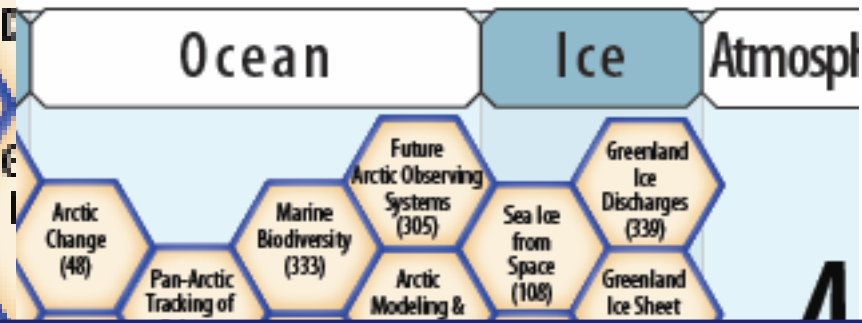 Ocean
Ice
Future
Arctic Observing
Systems
(305)
Greenland
Ice
Discharges
(339)
Arctic
Change
(48)
Marine
Biodiversity
(333)
Sea Ice
from
Space
(108)
Pan-Arctic
Tracking of
Arctic
Modeling &
Greenland
Ice Sheet